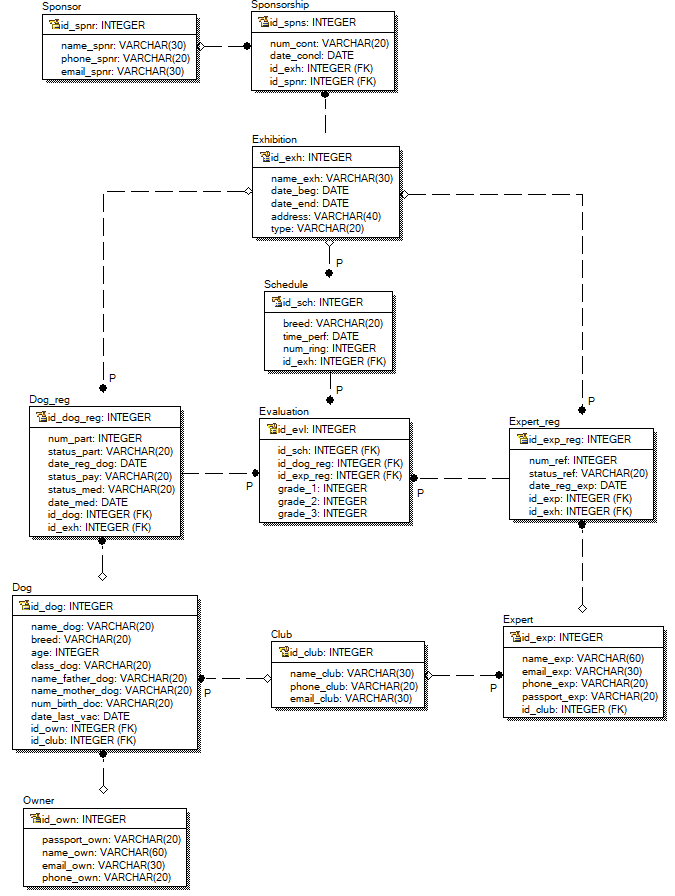 Sponsor
id_spnr: INTEGER
name_spnr: VARCHAR(30)
phone_spnr: VARCHAR(20)
email_spnr: VARCHAR(30)
Sponsorship
id_spns: INTEGER
num_cont: VARCHAR(20)
date_concl: DATE
id_exh: INTEGER (FK)
id_spnr: INTEGER (FK)
Exhibition
id_exh: INTEGER
name_exh: VARCHAR(30)
date_beg: DATE
date_end: DATE
address: VARCHAR(40)
type: VARCHAR(20)
P
Schedule
id_sch: INTEGER
breed: VARCHAR(20)
time_perf: DATE
num_ring: INTEGER
id_exh: INTEGER (FK)
P
P
P
Dog_reg
id_dog_reg: INTEGER
num_part: INTEGER
status_part: VARCHAR(20)
date_reg_dog: DATE
status_pay: VARCHAR(20)
status_med: VARCHAR(20)
date_med: DATE
id_dog: INTEGER (FK)
id_exh: INTEGER (FK)
Evaluation
id_evl: INTEGER
id_sch: INTEGER (FK)
id_dog_reg: INTEGER (FK)
id_exp_reg: INTEGER (FK)
grade_1: INTEGER
grade_2: INTEGER
grade_3: INTEGER
P
P
Expert_reg
id_exp_reg: INTEGER
num_ref: INTEGER
status_ref: VARCHAR(20)
date_reg_exp: DATE
id_exp: INTEGER (FK)
id_exh: INTEGER (FK)
Dog
id_dog: INTEGER
name_dog: VARCHAR(20)
breed: VARCHAR(20)
age: INTEGER
class_dog: VARCHAR(20)
name_father_dog: VARCHAR(20)
name_mother_dog: VARCHAR(20)
num_birth_doc: VARCHAR(20)
date_last_vac: DATE
id_own: INTEGER (FK)
id_club: INTEGER (FK)
P
Club
id_club: INTEGER
name_club: VARCHAR(30)
phone_club: VARCHAR(20)
email_club: VARCHAR(30)
P
Expert
id_exp: INTEGER
name_exp: VARCHAR(60)
email_exp: VARCHAR(30)
phone_exp: VARCHAR(20)
passport_exp: VARCHAR(20)
id_club: INTEGER (FK)
Owner
id_own: INTEGER
passport_own: VARCHAR(20)
name_own: VARCHAR(60)
email_own: VARCHAR(30)
phone_own: VARCHAR(20)